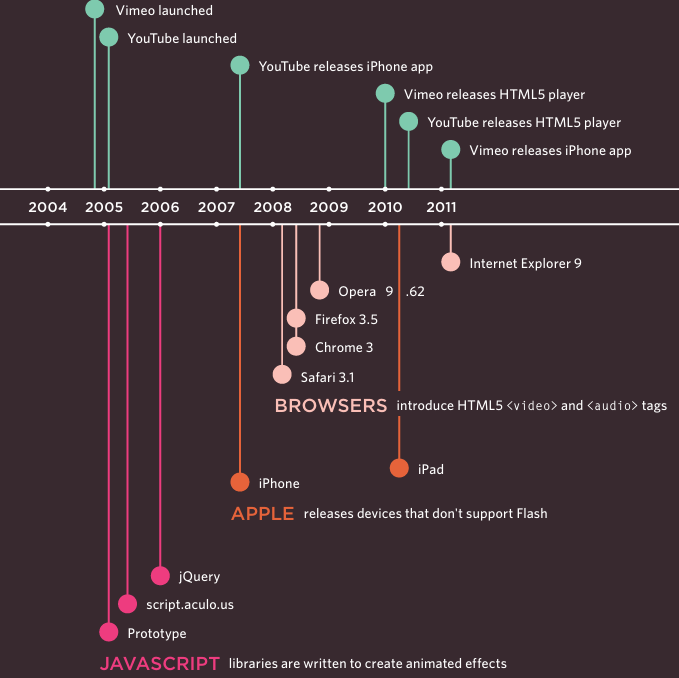 Vimeo launched
YouTube launched
YouTube releases iPhone app
Vimeo releases HTML5 player
YouTube releases HTML5 player
Vimeo releases iPhone app
2004 2005 2006 2007 2008 2009 2010 2011
Internet Explorer 9
Opera 9 .62
Firefox 3.5
Chrome 3
Safari 3.1
BROWSERS introduce HTML5 <video> and <audio> tags
iPad
iPhone
APPLE releases devices that don't support Flash
jQuery
script.aculo.us
Prototype
JAVASCRIPT libraries are written to create animated effects